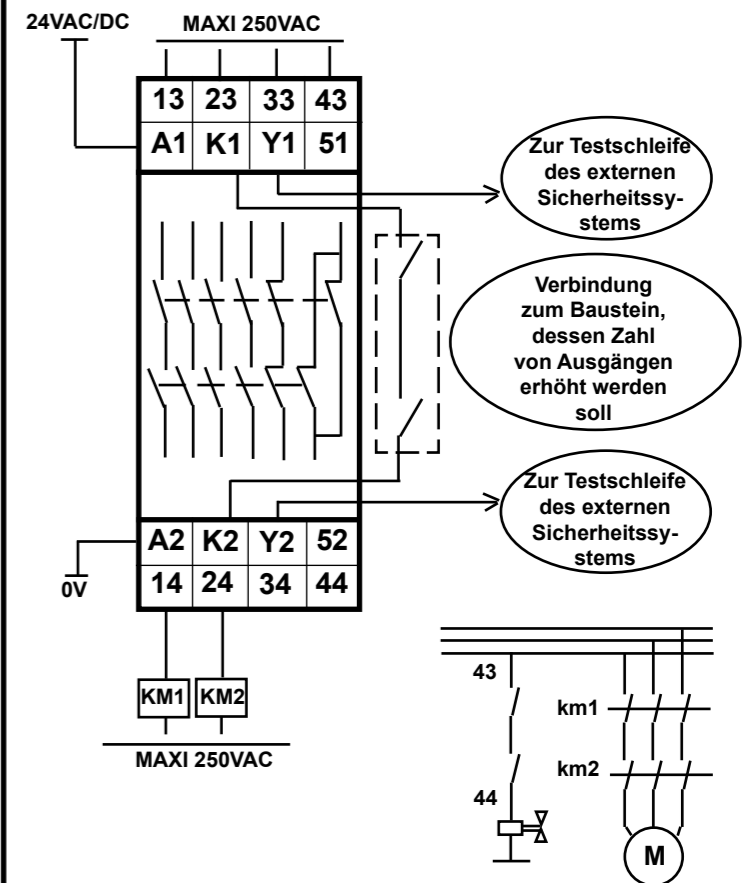 24VAC/DC
MAXI 250VAC
13 23 33 43
A1 K1 Y1 51
Zur Testschleife
des externen
Sicherheitssy-
stems
Verbindung
zum Baustein,
dessen Zahl
von Ausgängen
erhöht werden
soll
Zur Testschleife
des externen
Sicherheitssy-
stems
A2 K2 Y2 52
14 24 34 44
0V
KM1 KM2
MAXI 250VAC
43
km1
km2
44
M